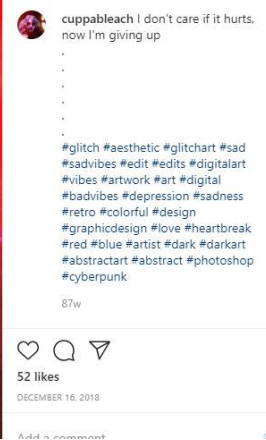 cuppableach I don't care if it hurts,
now I'm giving up
.
.
.
.
.
#glitch #aesthetic #glitchart #sad
#sadvibes #edit #edits #digitalart
#vibes #artwork #art #digital
#badvibes #depression #sadness
#retro #colorful #design
#graphicdesign #love #heartbreak
#red #blue #artist #dark #darkart
#abstractart #abstract #photoshop
#cyberpunk
87w
52 likes
DECEMBER 16, 2018
Add a comment